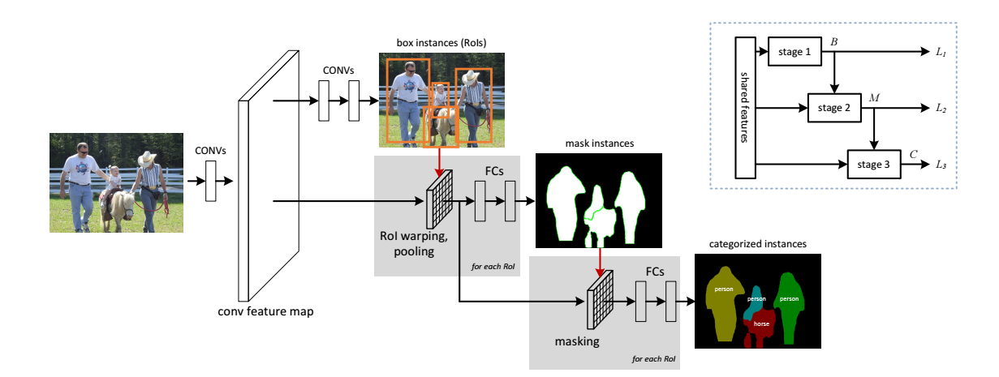 box instances (RoIs)
CONVs
CONVs
conv feature map
RoI warping,
pooling
FCs
for each RoI
mask instances
masking
FCs
for each RoI
categorized instances
person
person
person
horse
shared features
stage 1
B
L1
stage 2
M
L2
stage 3
C
L3